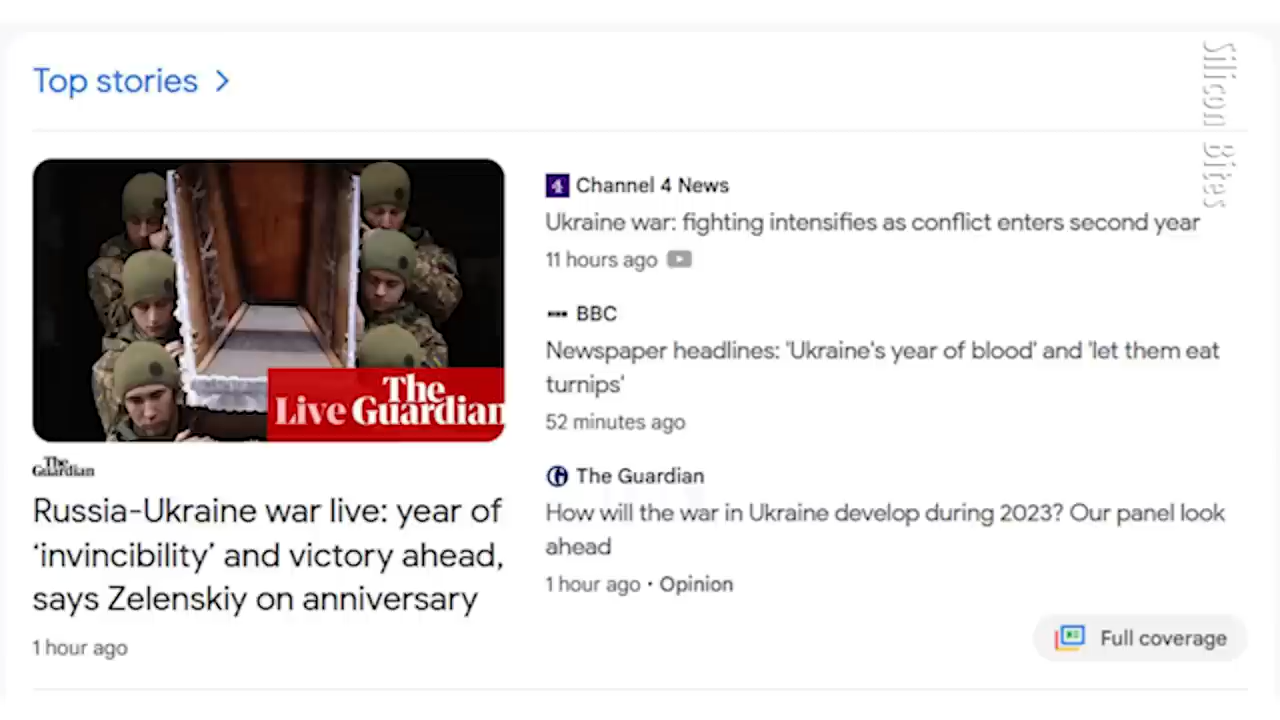 Top stories
Silicon Bites
The
Live Guardian
The
Guardian
Russia-Ukraine war live: year of
‘invincibility’ and victory ahead,
says Zelenskiy on anniversary
1 hour ago
4 Channel 4 News
Ukraine war: fighting intensifies as conflict enters second year
11 hours ago
BBC
Newspaper headlines: 'Ukraine's year of blood' and 'let them eat
turnips'
52 minutes ago
The Guardian
How will the war in Ukraine develop during 2023? Our panel look
ahead
1 hour ago · Opinion
Full coverage